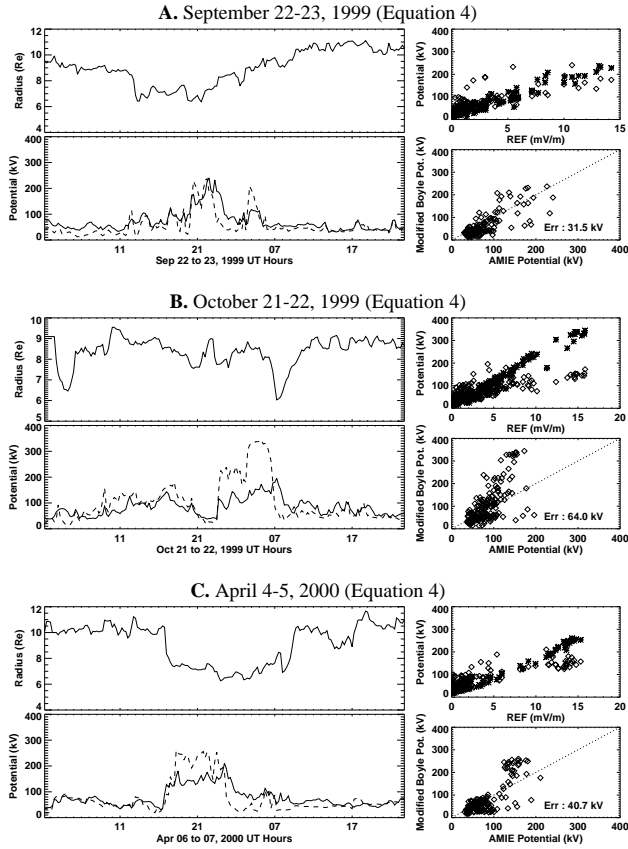 A. September 22-23, 1999 (Equation 4)
12
10
8
6
4
Radius (Re)
400
300
200
100
0
Potential (kV)
11 21 07 17
Sep 22 to 23, 1999 UT Hours
400
300
200
100
0
Potential (kV)
0 5 10 15
REF (mV/m)
400
300
200
100
0
Modified Boyle Pot. (kV)
Err : 31.5 kV
0 100 200 300 400
AMIE Potential (kV)
B. October 21-22, 1999 (Equation 4)
10
9
8
7
6
5
Radius (Re)
400
300
200
100
0
Potential (kV)
11 21 07 17
Oct 21 to 22, 1999 UT Hours
400
300
200
100
0
Potential (kV)
0 5 10 15 20
REF (mV/m)
400
300
200
100
0
Modified Boyle Pot. (kV)
Err : 64.0 kV
0 100 200 300 400
AMIE Potential (kV)
C. April 4-5, 2000 (Equation 4)
12
10
8
6
4
Radius (Re)
400
300
200
100
0
Potential (kV)
11 21 07 17
Apr 06 to 07, 2000 UT Hours
400
300
200
100
0
Potential (kV)
0 5 10 15 20
REF (mV/m)
400
300
200
100
0
Modified Boyle Pot. (kV)
Err : 40.7 kV
0 100 200 300 400
AMIE Potential (kV)